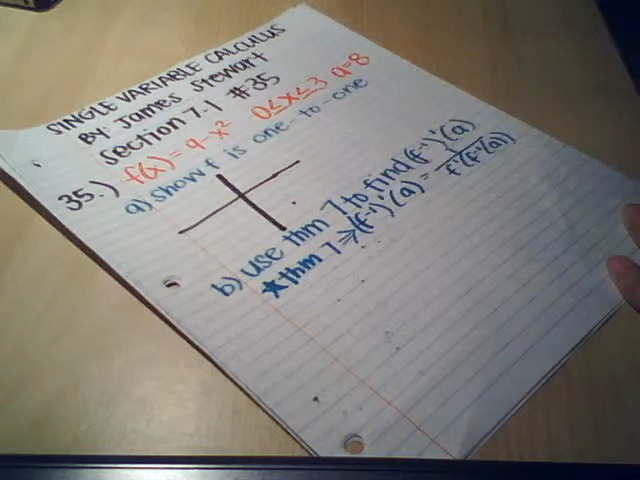 SINGLE VARIABLE CALCULUS
BY: James Stewart
Section 7.1 #35
35.) f(x) = 9-x² 0≤x≤3 a=8
a) show f is one-to-one
b) use thm 7 to find (f⁻¹)'(a)
★thm 7 ⇒ (f⁻¹)'(a) = 1/f'(f⁻¹(a))